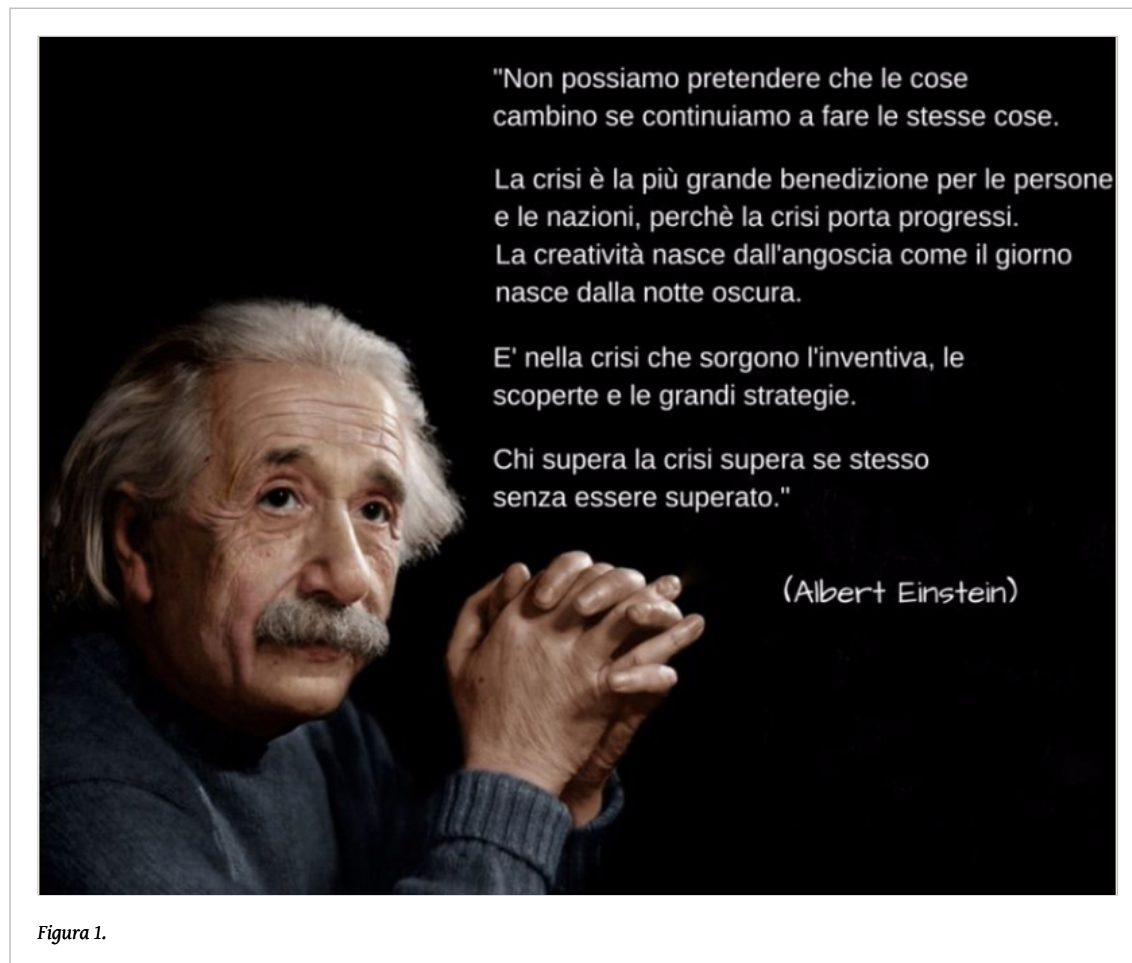 "Non possiamo pretendere che le cose
cambino se continuiamo a fare le stesse cose.
La crisi è la più grande benedizione per le persone
e le nazioni, perchè la crisi porta progressi.
La creatività nasce dall'angoscia come il giorno
nasce dalla notte oscura.
E' nella crisi che sorgono l'inventiva, le
scoperte e le grandi strategie.
Chi supera la crisi supera se stesso
senza essere superato."
(Albert Einstein)
Figura 1.